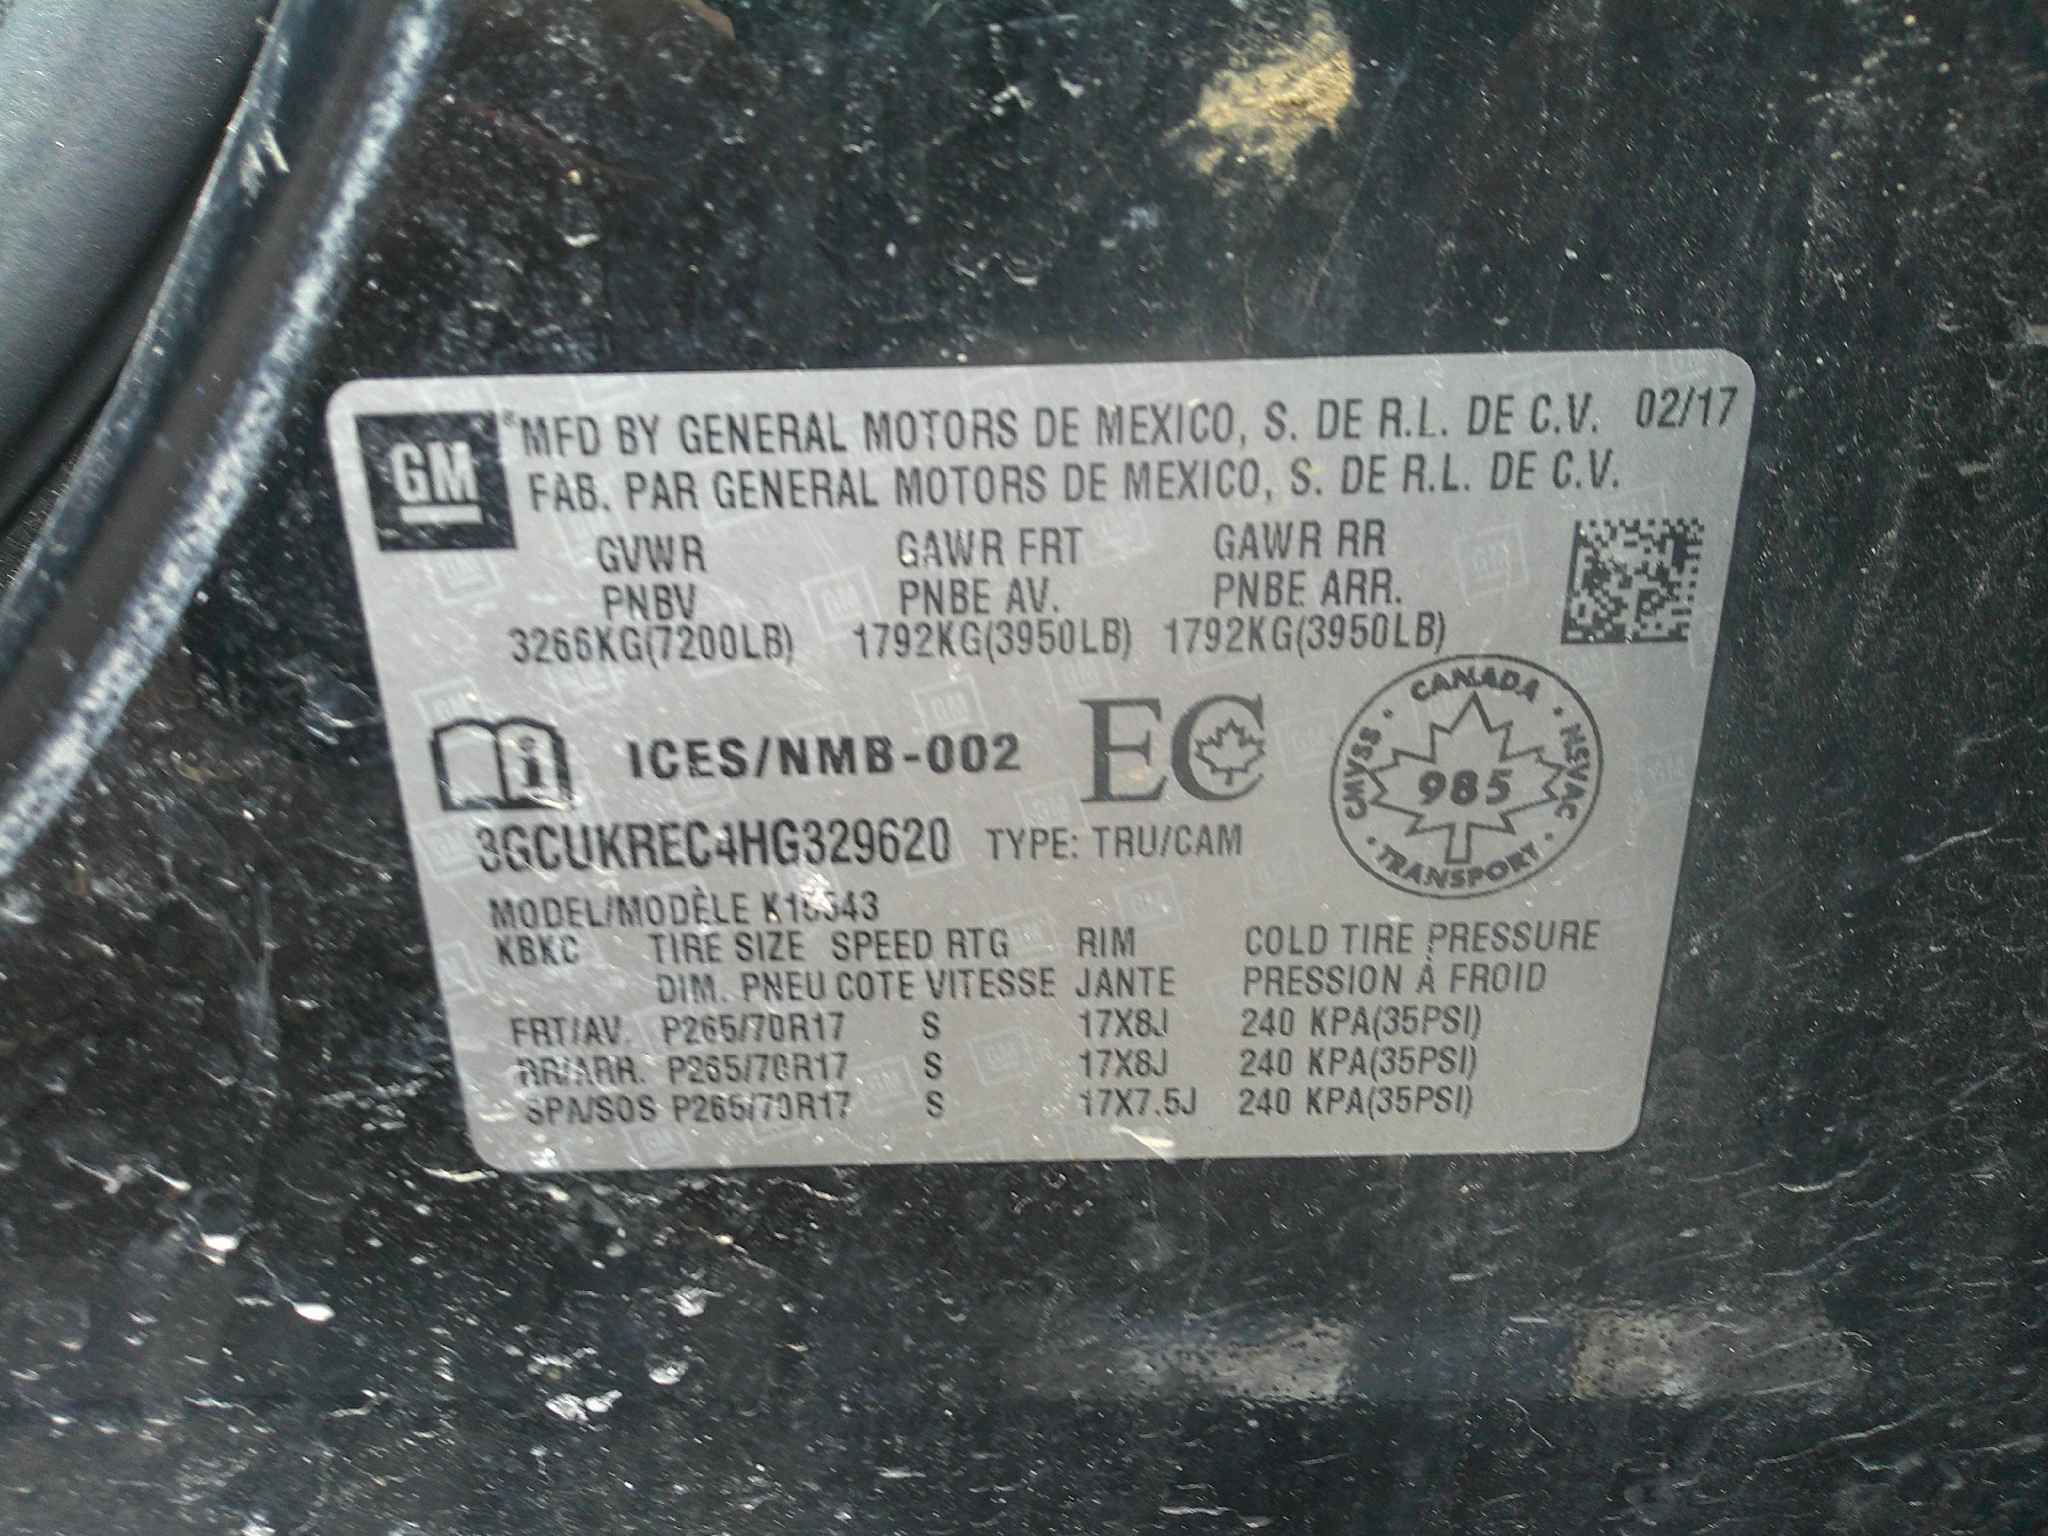 GM
MFD BY GENERAL MOTORS DE MEXICO, S. DE R.L. DE C.V. 02/17
FAB. PAR GENERAL MOTORS DE MEXICO, S. DE R.L. DE C.V.
GVWR GAWR FRT GAWR RR
PNBV PNBE AV. PNBE ARR.
3266KG(7200LB) 1792KG(3950LB) 1792KG(3950LB)
i ICES/NMB-002 EC
CANADA
CMVSS · NSVAC
985
TRANSPORT
3GCUKREC4HG329620 TYPE: TRU/CAM
MODEL/MODÈLE K15543
KBKC TIRE SIZE SPEED RTG RIM COLD TIRE PRESSURE
DIM. PNEU COTE VITESSE JANTE PRESSION À FROID
FRT/AV. P265/70R17 S 17X8J 240 KPA(35PSI)
RR/ARR. P265/70R17 S 17X8J 240 KPA(35PSI)
SPA/SOS P265/70R17 S 17X7.5J 240 KPA(35PSI)